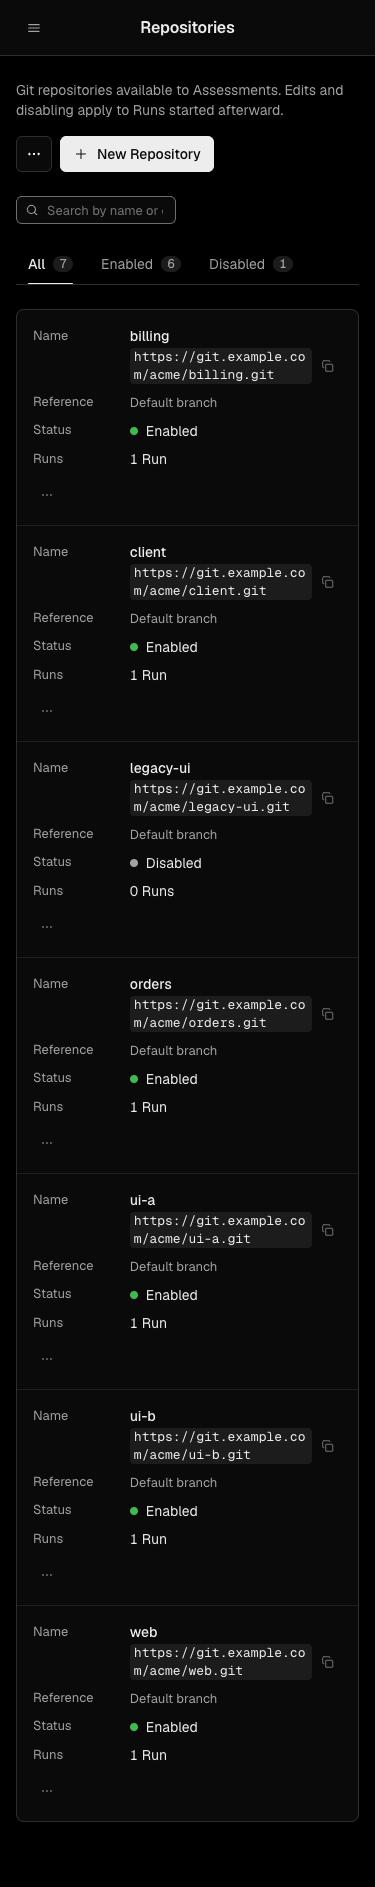 Repositories
Git repositories available to Assessments. Edits and
disabling apply to Runs started afterward.
... + New Repository
Search by name or
All 7 Enabled 6 Disabled 1
Name billing
https://git.example.co
m/acme/billing.git
Reference Default branch
Status Enabled
Runs 1 Run
...
Name client
https://git.example.co
m/acme/client.git
Reference Default branch
Status Enabled
Runs 1 Run
...
Name legacy-ui
https://git.example.co
m/acme/legacy-ui.git
Reference Default branch
Status Disabled
Runs 0 Runs
...
Name orders
https://git.example.co
m/acme/orders.git
Reference Default branch
Status Enabled
Runs 1 Run
...
Name ui-a
https://git.example.co
m/acme/ui-a.git
Reference Default branch
Status Enabled
Runs 1 Run
...
Name ui-b
https://git.example.co
m/acme/ui-b.git
Reference Default branch
Status Enabled
Runs 1 Run
...
Name web
https://git.example.co
m/acme/web.git
Reference Default branch
Status Enabled
Runs 1 Run
...